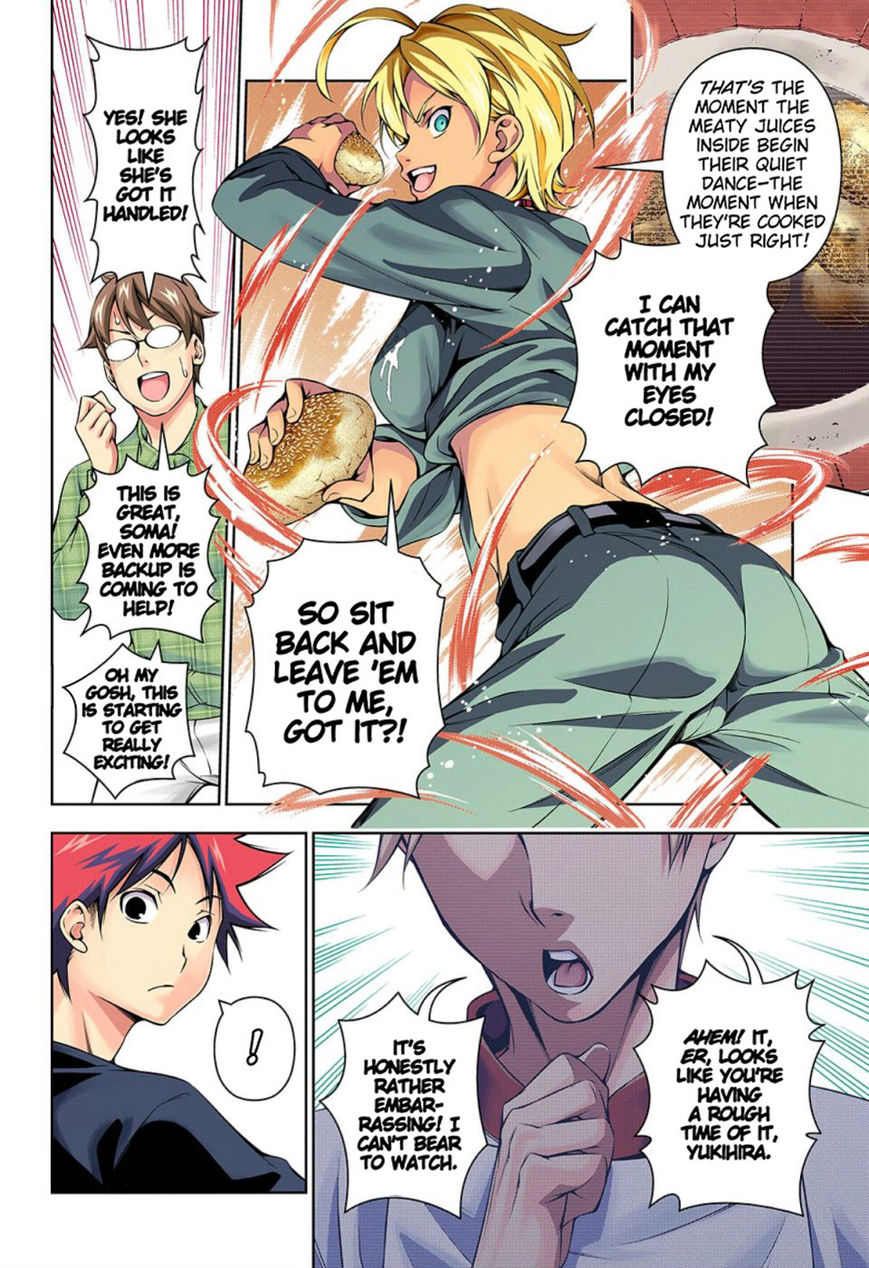 THAT'S THE
MOMENT THE
MEATY JUICES
INSIDE BEGIN
THEIR QUIET
DANCE–THE
MOMENT WHEN
THEY'RE COOKED
JUST RIGHT!
I CAN
CATCH THAT
MOMENT
WITH MY
EYES
CLOSED!
SO SIT
BACK AND
LEAVE 'EM
TO ME,
GOT IT?!
YES! SHE
LOOKS
LIKE
SHE'S
GOT IT
HANDLED!
THIS IS
GREAT,
SOMA!
EVEN MORE
BACKUP IS
COMING TO
HELP!
OH MY
GOSH, THIS
IS STARTING
TO GET
REALLY
EXCITING!
AHEM! IT,
ER, LOOKS
LIKE YOU'RE
HAVING
A ROUGH
TIME OF IT,
YUKIHIRA.
IT'S
HONESTLY
RATHER
EMBAR-
RASSING! I
CAN'T BEAR
TO WATCH.
!